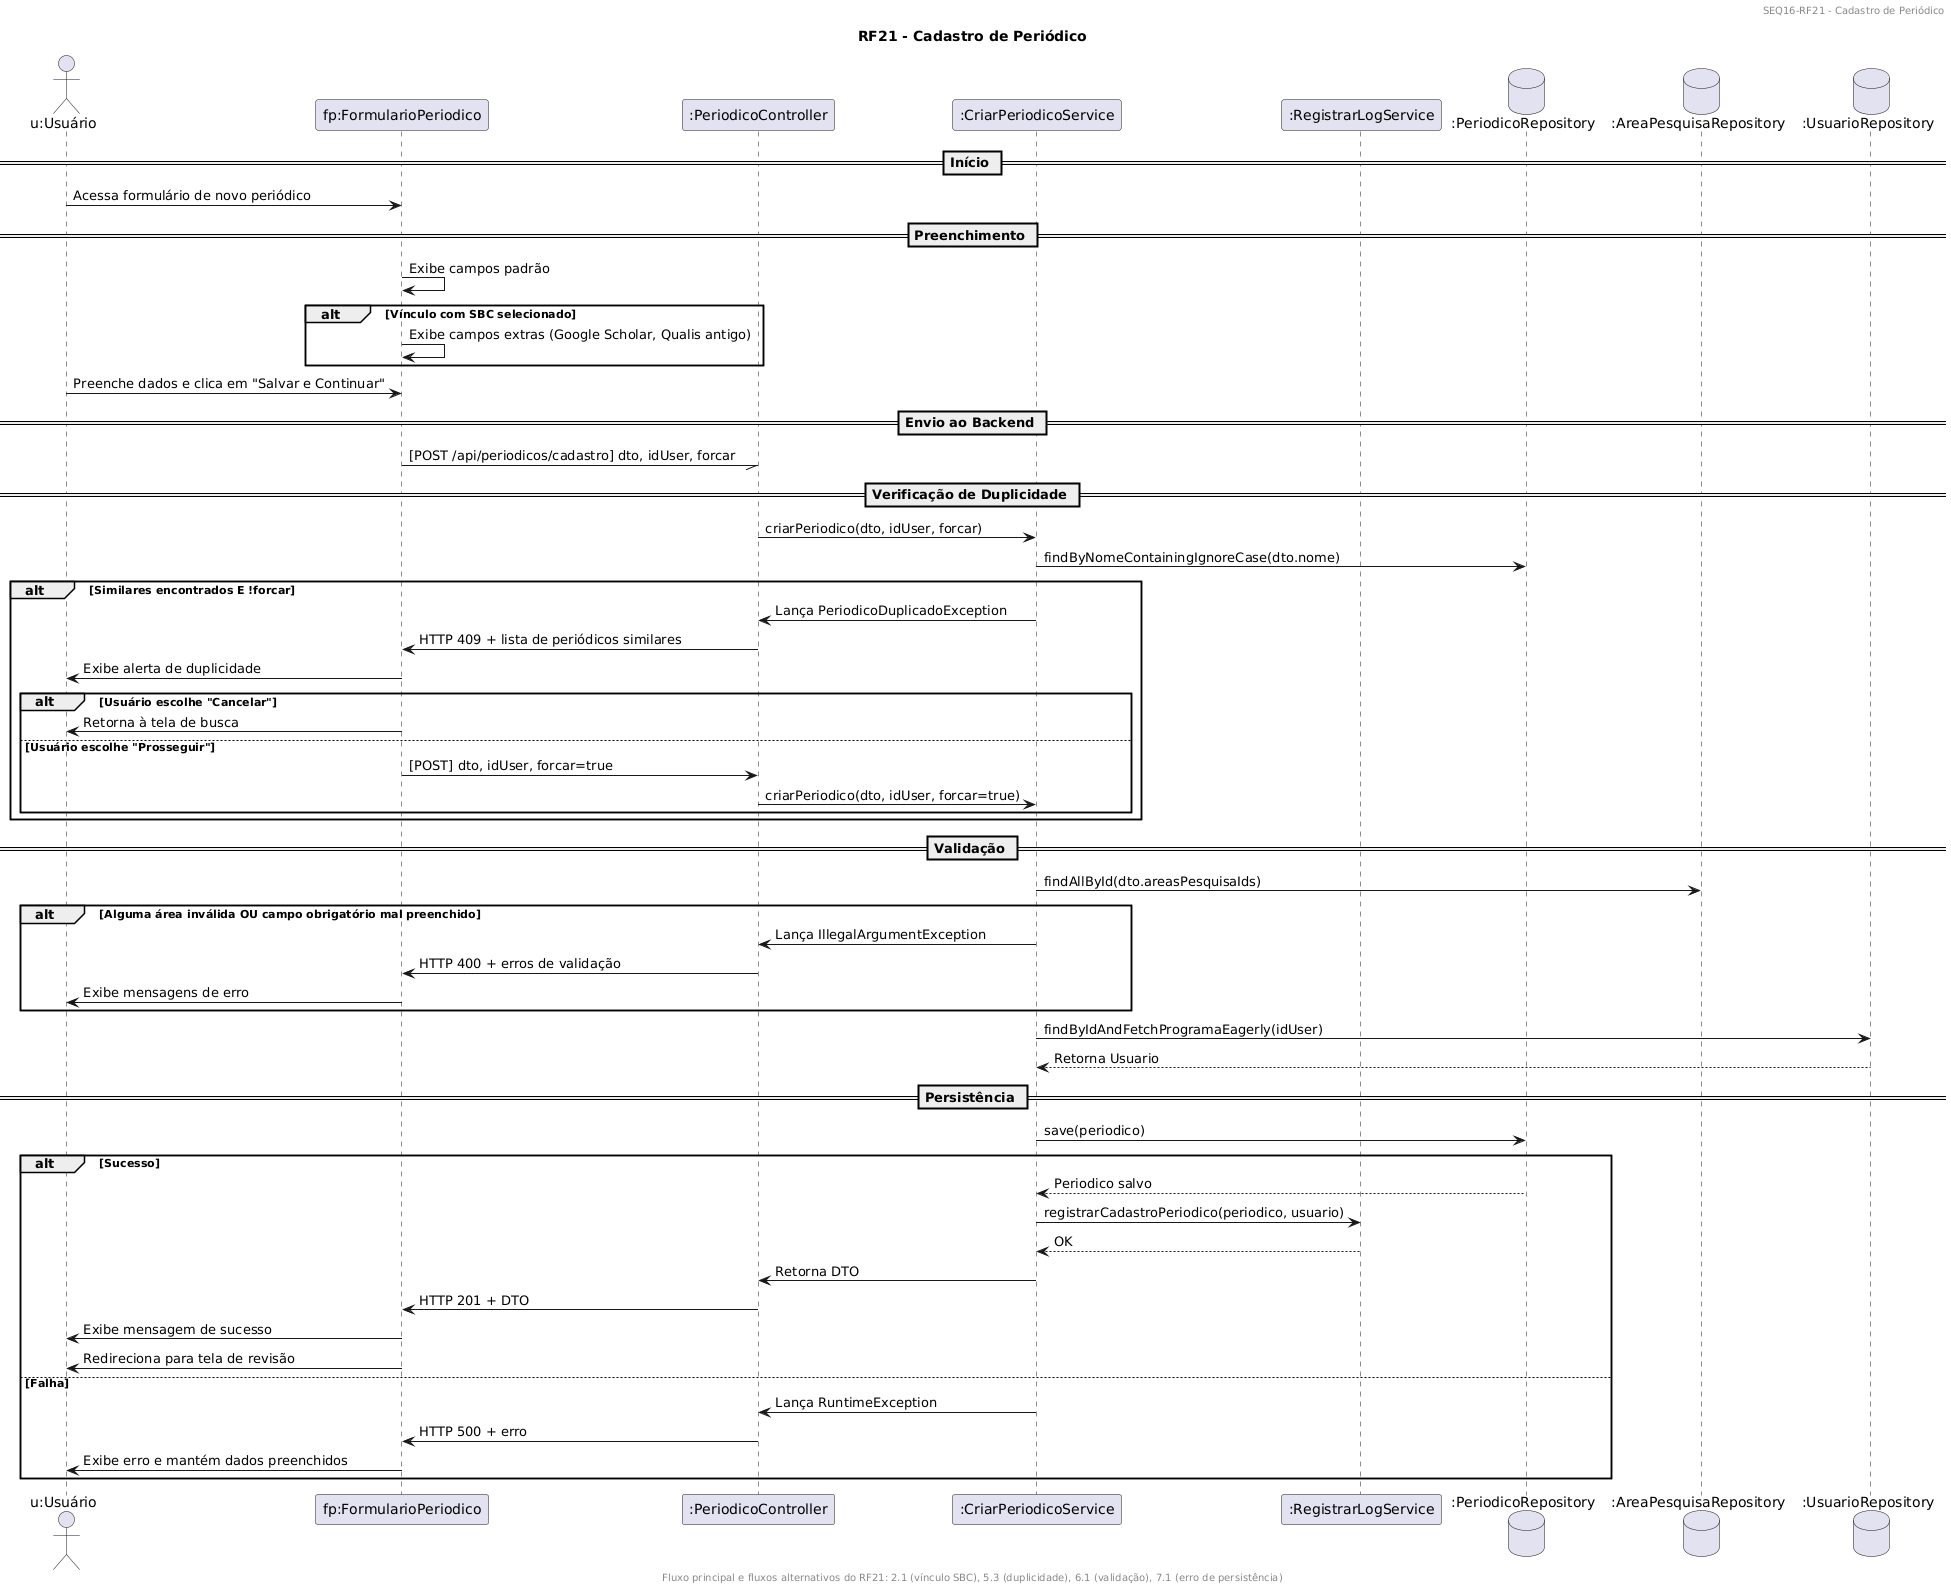 SEQ16-RF21 - Cadastro de Periódico
RF21 - Cadastro de Periódico
u:Usuário
fp:FormularioPeriodico
:PeriodicoController
:CriarPeriodicoService
:RegistrarLogService
:PeriodicoRepository
:AreaPesquisaRepository
:UsuarioRepository
Início
Acessa formulário de novo periódico
Preenchimento
Exibe campos padrão
alt [Vínculo com SBC selecionado]
Exibe campos extras (Google Scholar, Qualis antigo)
Preenche dados e clica em "Salvar e Continuar"
Envio ao Backend
[POST /api/periodicos/cadastro] dto, idUser, forcar
Verificação de Duplicidade
criarPeriodico(dto, idUser, forcar)
findByNomeContainingIgnoreCase(dto.nome)
alt [Similares encontrados E !forcar]
Lança PeriodicoDuplicadoException
HTTP 409 + lista de periódicos similares
Exibe alerta de duplicidade
alt [Usuário escolhe "Cancelar"]
Retorna à tela de busca
[Usuário escolhe "Prosseguir"]
[POST] dto, idUser, forcar=true
criarPeriodico(dto, idUser, forcar=true)
Validação
findAllById(dto.areasPesquisaIds)
alt [Alguma área inválida OU campo obrigatório mal preenchido]
Lança IllegalArgumentException
HTTP 400 + erros de validação
Exibe mensagens de erro
findByIdAndFetchProgramaEagerly(idUser)
Retorna Usuario
Persistência
save(periodico)
alt [Sucesso]
Periodico salvo
registrarCadastroPeriodico(periodico, usuario)
OK
Retorna DTO
HTTP 201 + DTO
Exibe mensagem de sucesso
Redireciona para tela de revisão
[Falha]
Lança RuntimeException
HTTP 500 + erro
Exibe erro e mantém dados preenchidos
u:Usuário
fp:FormularioPeriodico
:PeriodicoController
:CriarPeriodicoService
:RegistrarLogService
:PeriodicoRepository
:AreaPesquisaRepository
:UsuarioRepository
Fluxo principal e fluxos alternativos do RF21: 2.1 (vínculo SBC), 5.3 (duplicidade), 6.1 (validação), 7.1 (erro de persistência)